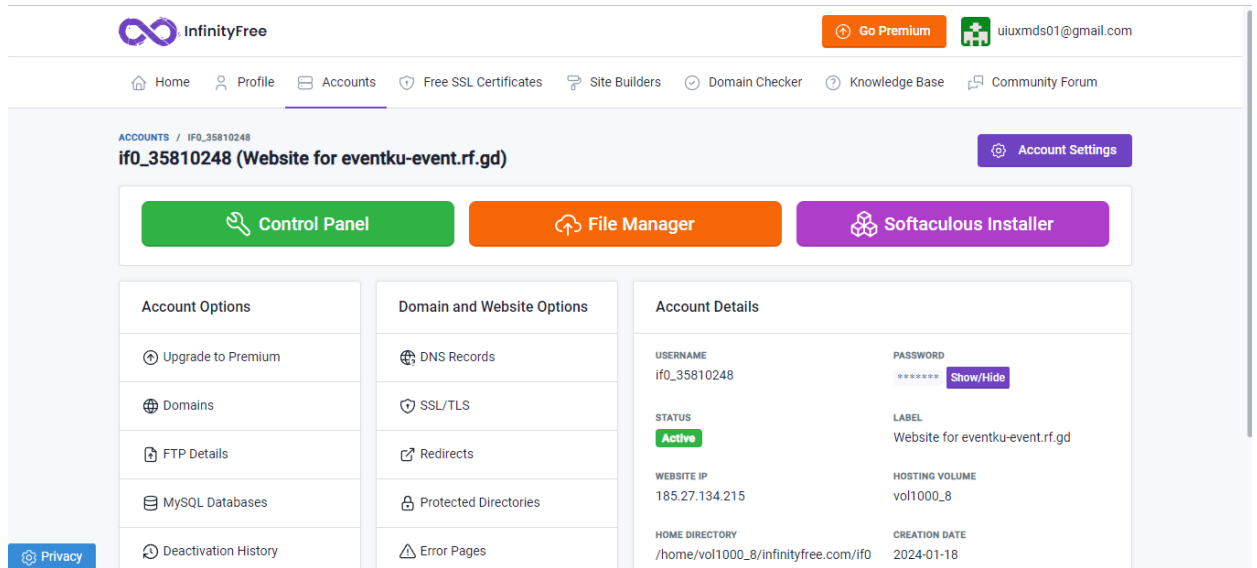 InfinityFree
Go Premium
uiuxmds01@gmail.com
Home
Profile
Accounts
Free SSL Certificates
Site Builders
Domain Checker
Knowledge Base
Community Forum
ACCOUNTS / IF0_35810248
if0_35810248 (Website for eventku-event.rf.gd)
Account Settings
Control Panel
File Manager
Softaculous Installer
Account Options
Upgrade to Premium
Domains
FTP Details
MySQL Databases
Deactivation History
Domain and Website Options
DNS Records
SSL/TLS
Redirects
Protected Directories
Error Pages
Account Details
USERNAME
if0_35810248
PASSWORD
******* Show/Hide
STATUS
Active
LABEL
Website for eventku-event.rf.gd
WEBSITE IP
185.27.134.215
HOSTING VOLUME
vol1000_8
HOME DIRECTORY
/home/vol1000_8/infinityfree.com/if0
CREATION DATE
2024-01-18
Privacy